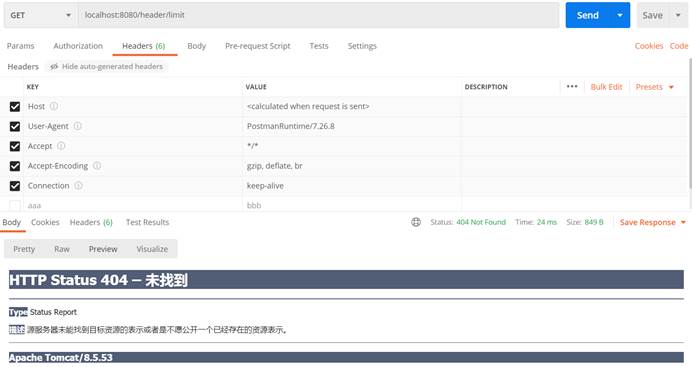 GET localhost:8080/header/limit Send Save
Params Authorization Headers (6) Body Pre-request Script Tests Settings Cookies Code
Headers Hide auto-generated headers
KEY VALUE DESCRIPTION ••• Bulk Edit Presets
Host <calculated when request is sent>
User-Agent PostmanRuntime/7.26.8
Accept */*
Accept-Encoding gzip, deflate, br
Connection keep-alive
aaa bbb
Body Cookies Headers (6) Test Results Status: 404 Not Found Time: 24 ms Size: 849 B Save Response
Pretty Raw Preview Visualize
HTTP Status 404 – 未找到
Type Status Report
描述 源服务器未能找到目标资源的表示或者是不愿公开一个已经存在的资源表示。
Apache Tomcat/8.5.53